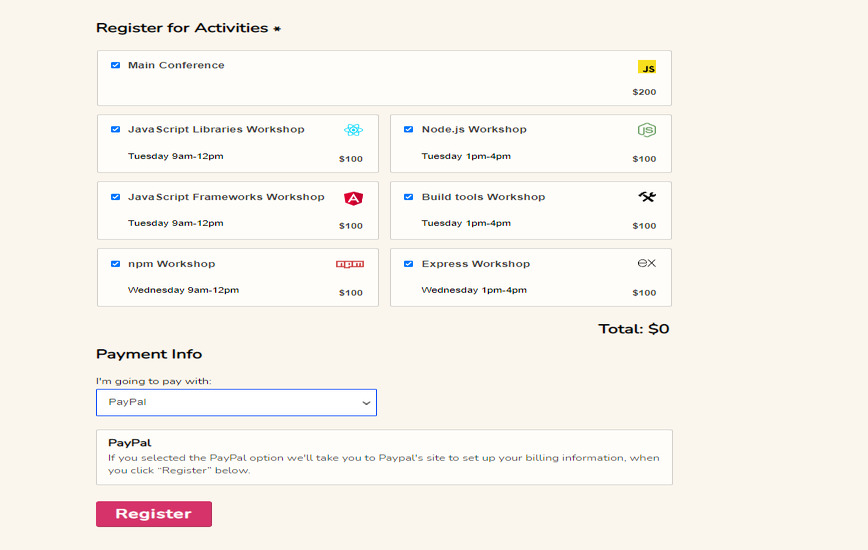 Register for Activities *
Main Conference
JS
$200
JavaScript Libraries Workshop
Tuesday 9am-12pm
$100
Node.js Workshop
JS
Tuesday 1pm-4pm
$100
JavaScript Frameworks Workshop
A
Tuesday 9am-12pm
$100
Build tools Workshop
Tuesday 1pm-4pm
$100
npm Workshop
npm
Wednesday 9am-12pm
$100
Express Workshop
ex
Wednesday 1pm-4pm
$100
Total: $0
Payment Info
I'm going to pay with:
PayPal
PayPal
If you selected the PayPal option we'll take you to Paypal's site to set up your billing information, when
you click “Register” below.
Register